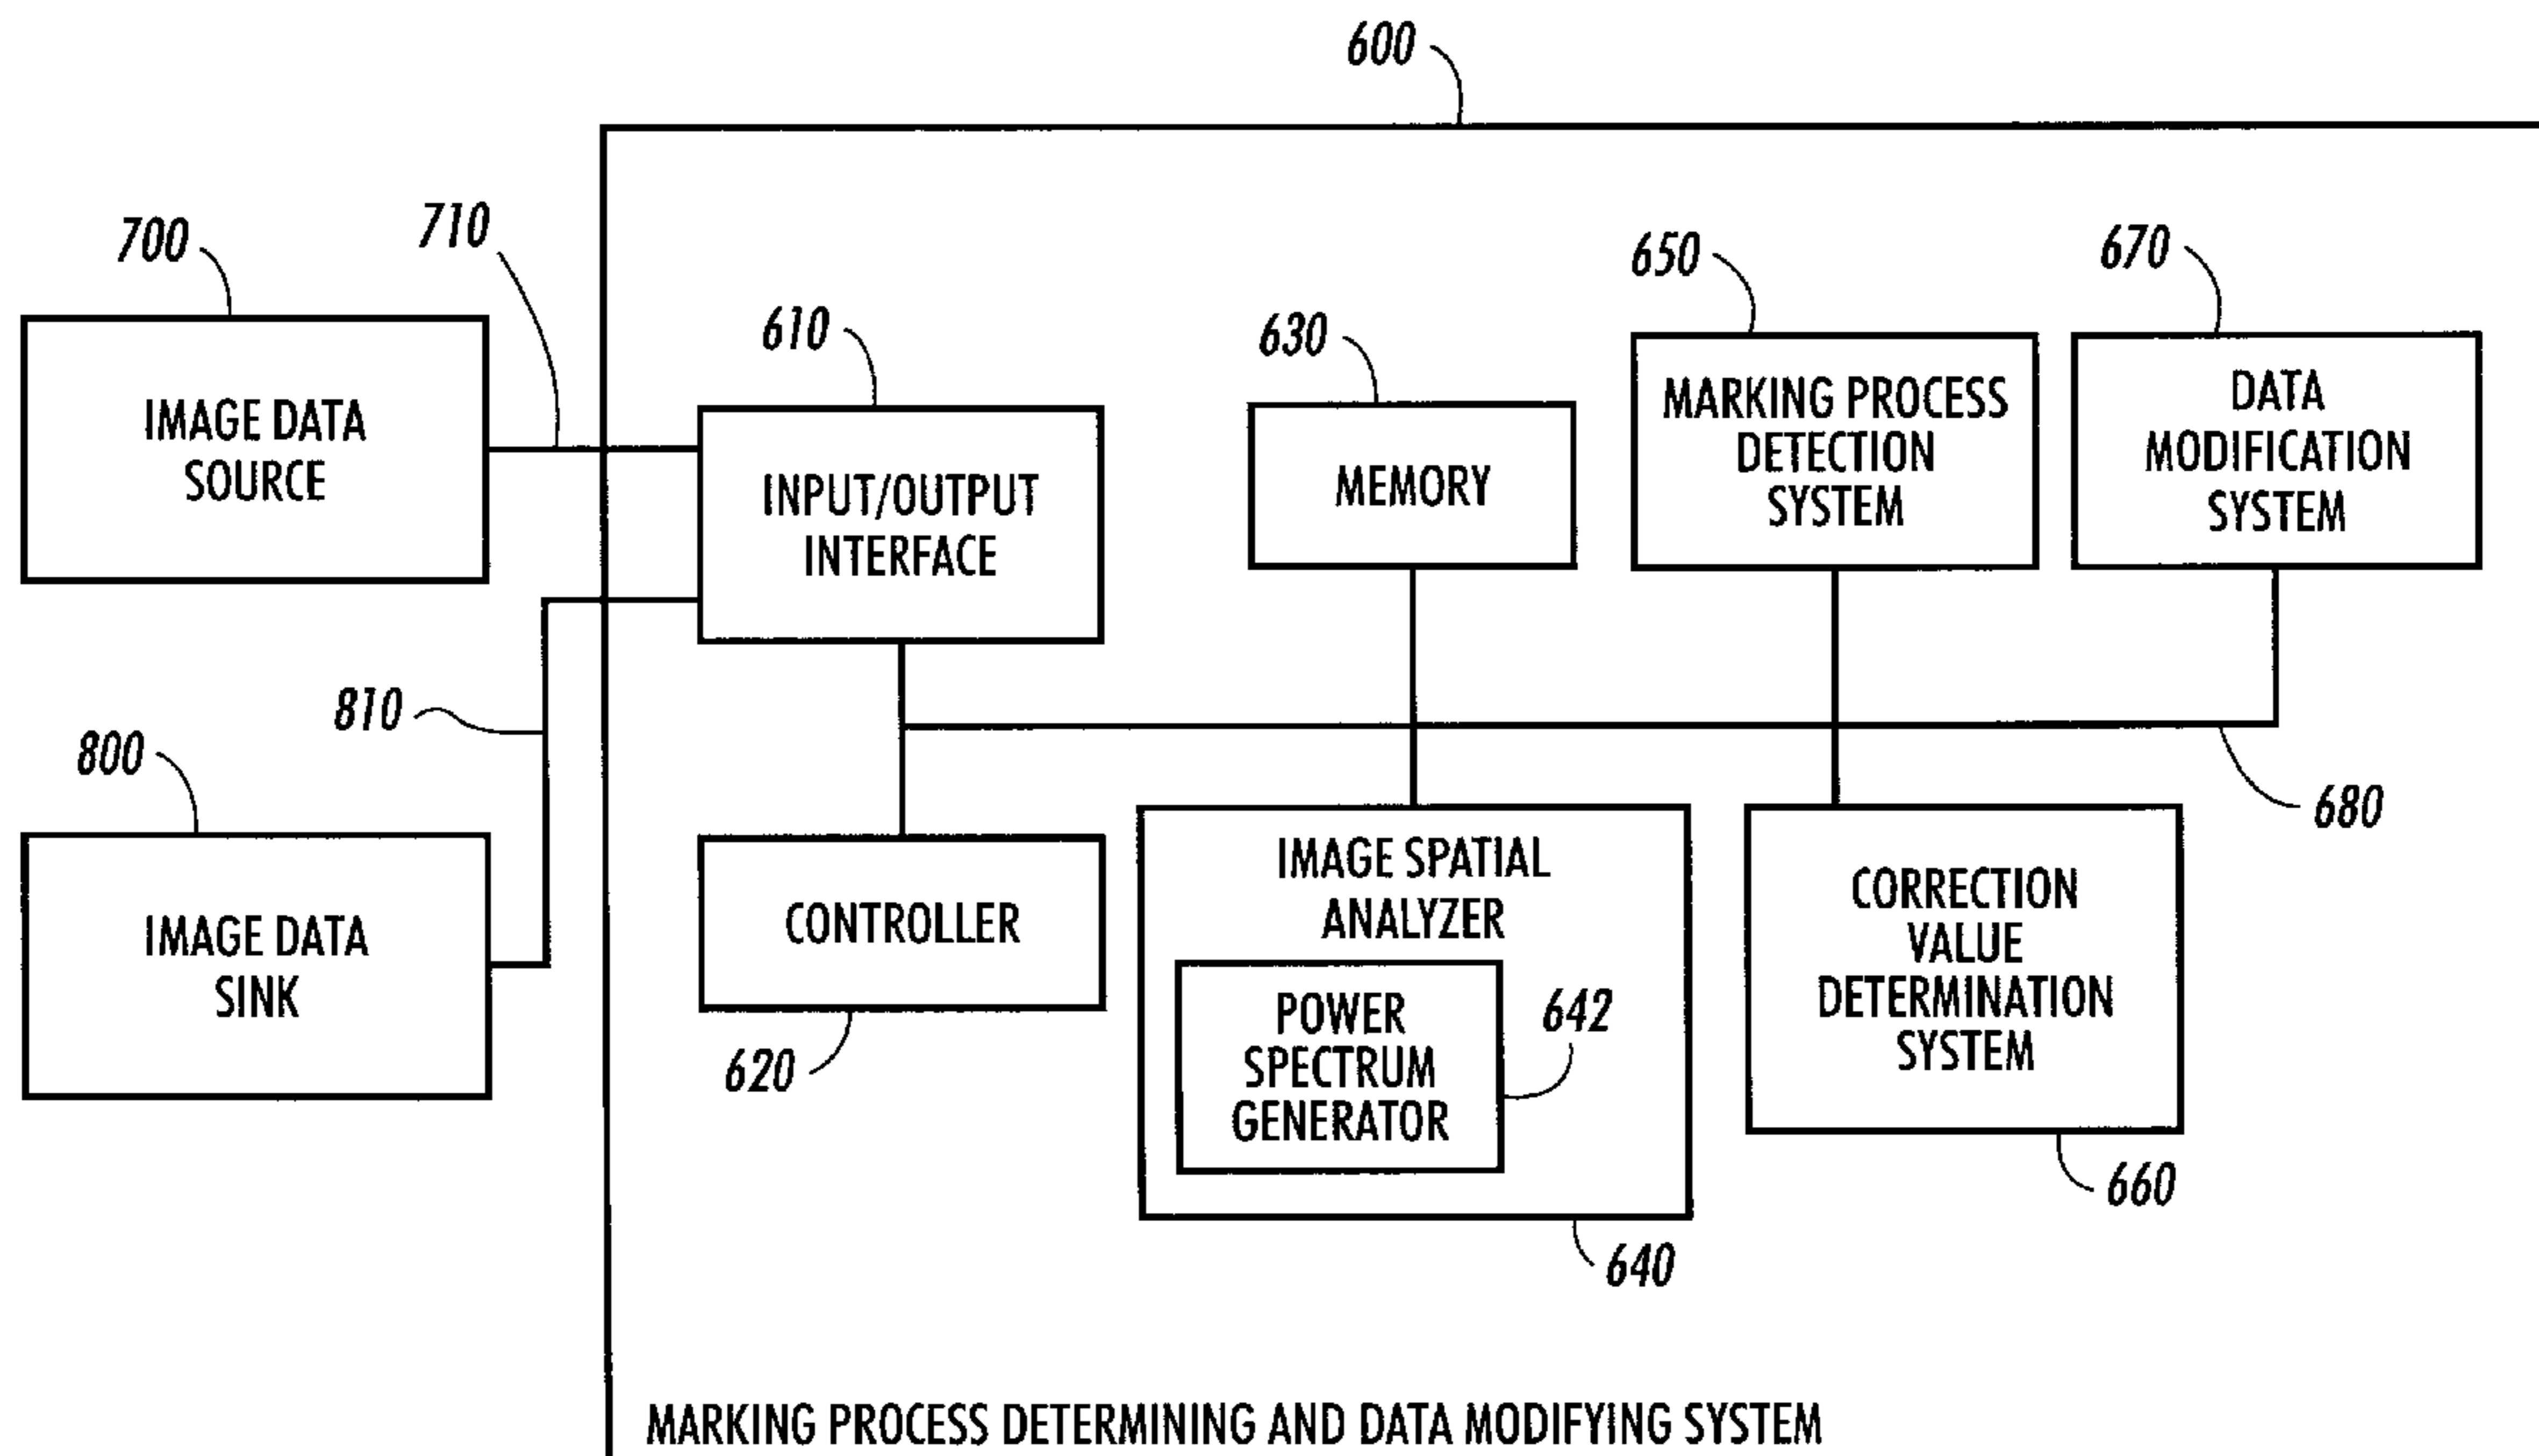 600
700
710
650
670
610
630
IMAGE DATA
SOURCE
INPUT/OUTPUT
INTERFACE
MEMORY
MARKING PROCESS
DETECTION
SYSTEM
DATA
MODIFICATION
SYSTEM
810
800
680
IMAGE DATA
SINK
CONTROLLER
620
IMAGE SPATIAL
ANALYZER
POWER
SPECTRUM
GENERATOR
642
640
CORRECTION
VALUE
DETERMINATION
SYSTEM
660
MARKING PROCESS DETERMINING AND DATA MODIFYING SYSTEM